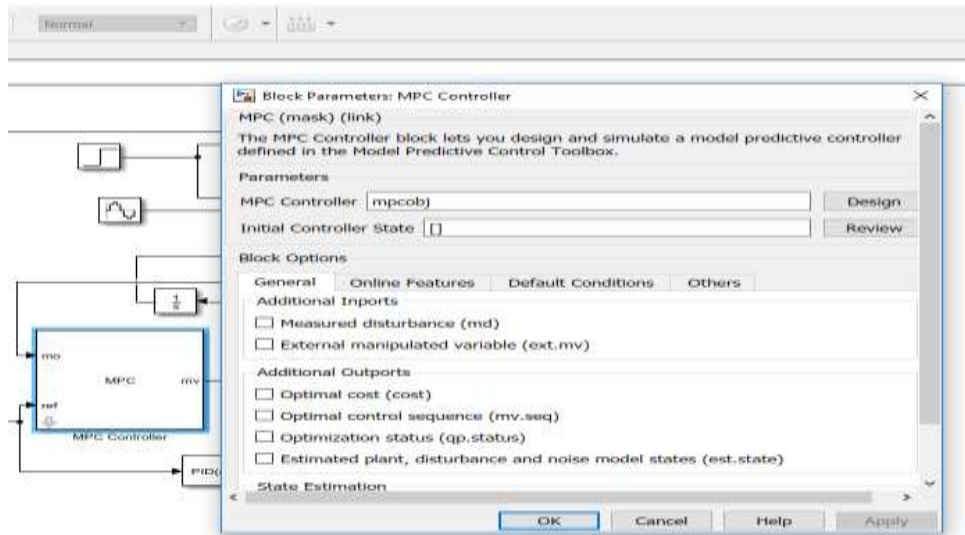 Normal
Block Parameters: MPC Controller
MPC (mask) (link)
The MPC Controller block lets you design and simulate a model predictive controller
defined in the Model Predictive Control Toolbox.
Parameters
MPC Controller mpcobj Design
Initial Controller State [] Review
Block Options
General Online Features Default Conditions Others
Additional Inports
Measured disturbance (md)
External manipulated variable (ext.mv)
Additional Outports
Optimal cost (cost)
Optimal control sequence (mv.seq)
Optimization status (qp.status)
Estimated plant, disturbance and noise model states (est.state)
State Estimation
OK Cancel Help Apply
1
s
mo
MPC
mv
ref
MPC Controller
PID(